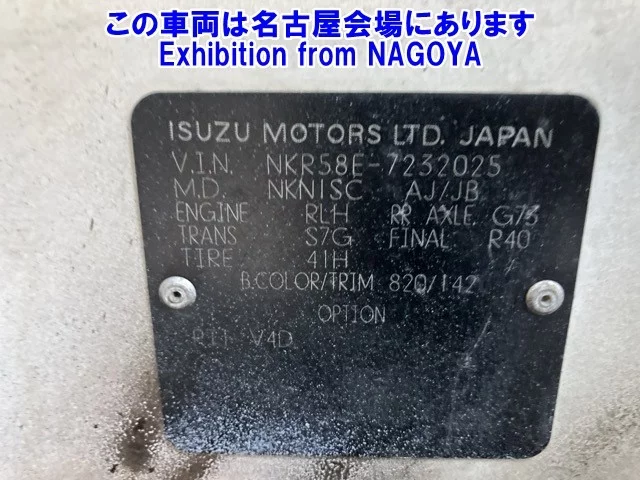 この車両は名古屋会場にあります
Exhibition from NAGOYA
ISUZU MOTORS LTD. JAPAN
V.I.N. NKR58E-7232025
M.D. NKN1SC AJ/JB
ENGINE RLH RR AXLE G73
TRANS S7G FINAL R40
TIRE 41H
B.COLOR/TRIM 820/142
OPTION
V4D